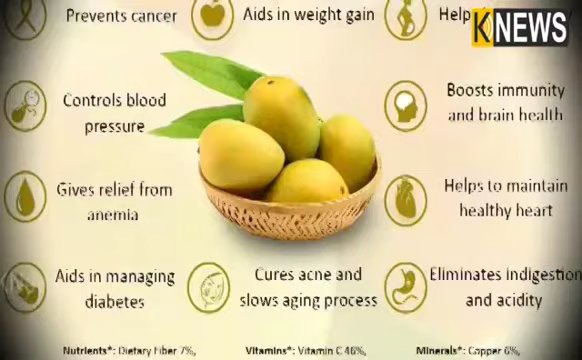 Prevents cancer
Aids in weight gain
Help
KNEWS
Controls blood
pressure
Boosts immunity
and brain health
Gives relief from
anemia
Helps to maintain
healthy heart
Aids in managing
diabetes
Cures acne and
slows aging process
Eliminates indigestion
and acidity
Nutrients*: Dietary Fiber 7%,
Vitamins*: Vitamin C 46%,
Minerals*: Copper 6%,